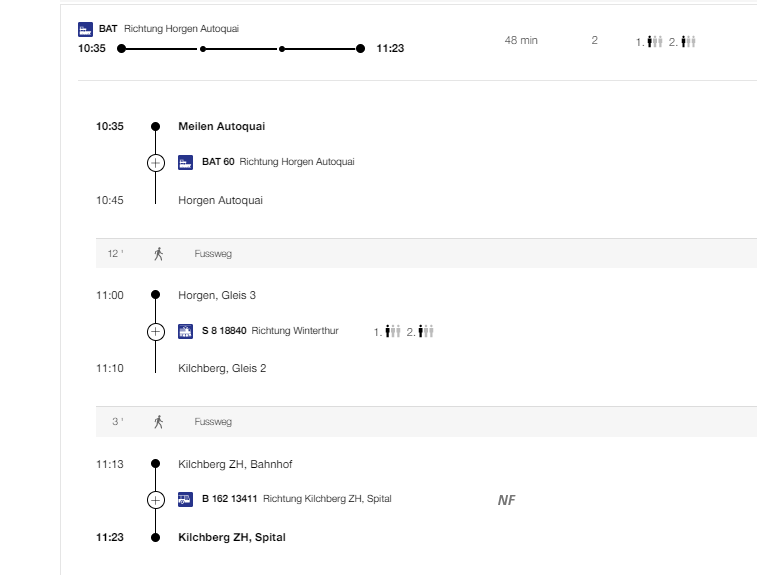 BAT Richtung Horgen Autoquai
10:35 11:23 48 min 2 1. 2.
10:35 Meilen Autoquai
BAT 60 Richtung Horgen Autoquai
10:45 Horgen Autoquai
12 ' Fussweg
11:00 Horgen, Gleis 3
S 8 18840 Richtung Winterthur 1. 2.
11:10 Kilchberg, Gleis 2
3 ' Fussweg
11:13 Kilchberg ZH, Bahnhof
B 162 13411 Richtung Kilchberg ZH, Spital NF
11:23 Kilchberg ZH, Spital